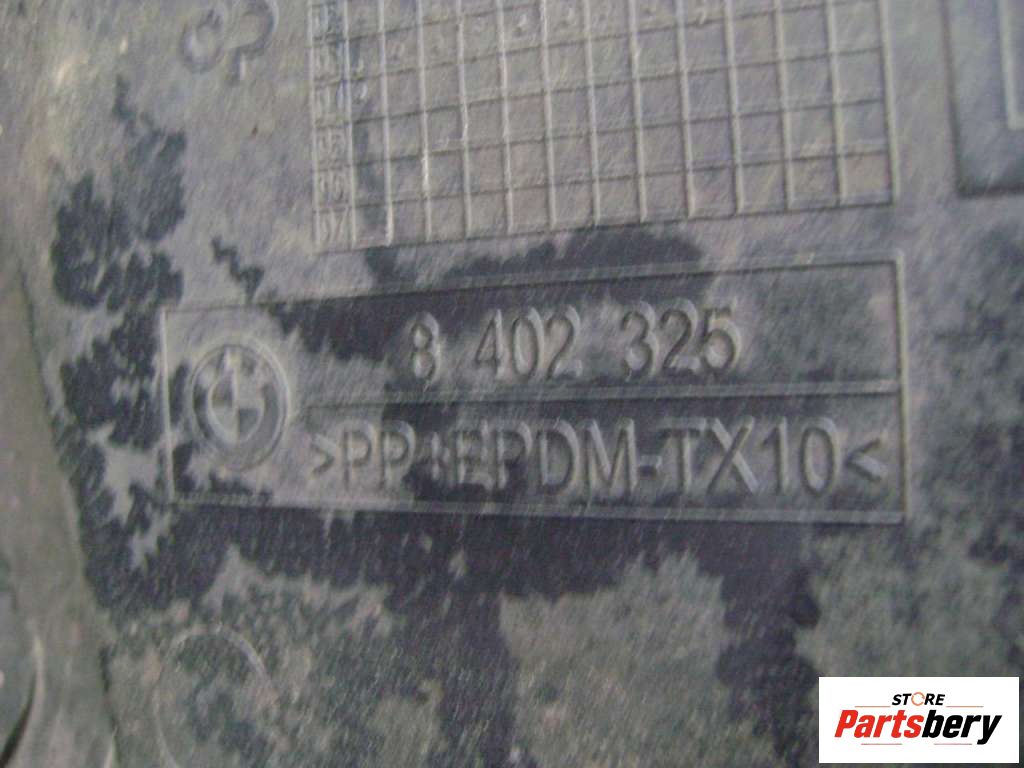 8 402 325
>PP+EPDM-TX10<
STORE
Partsbery